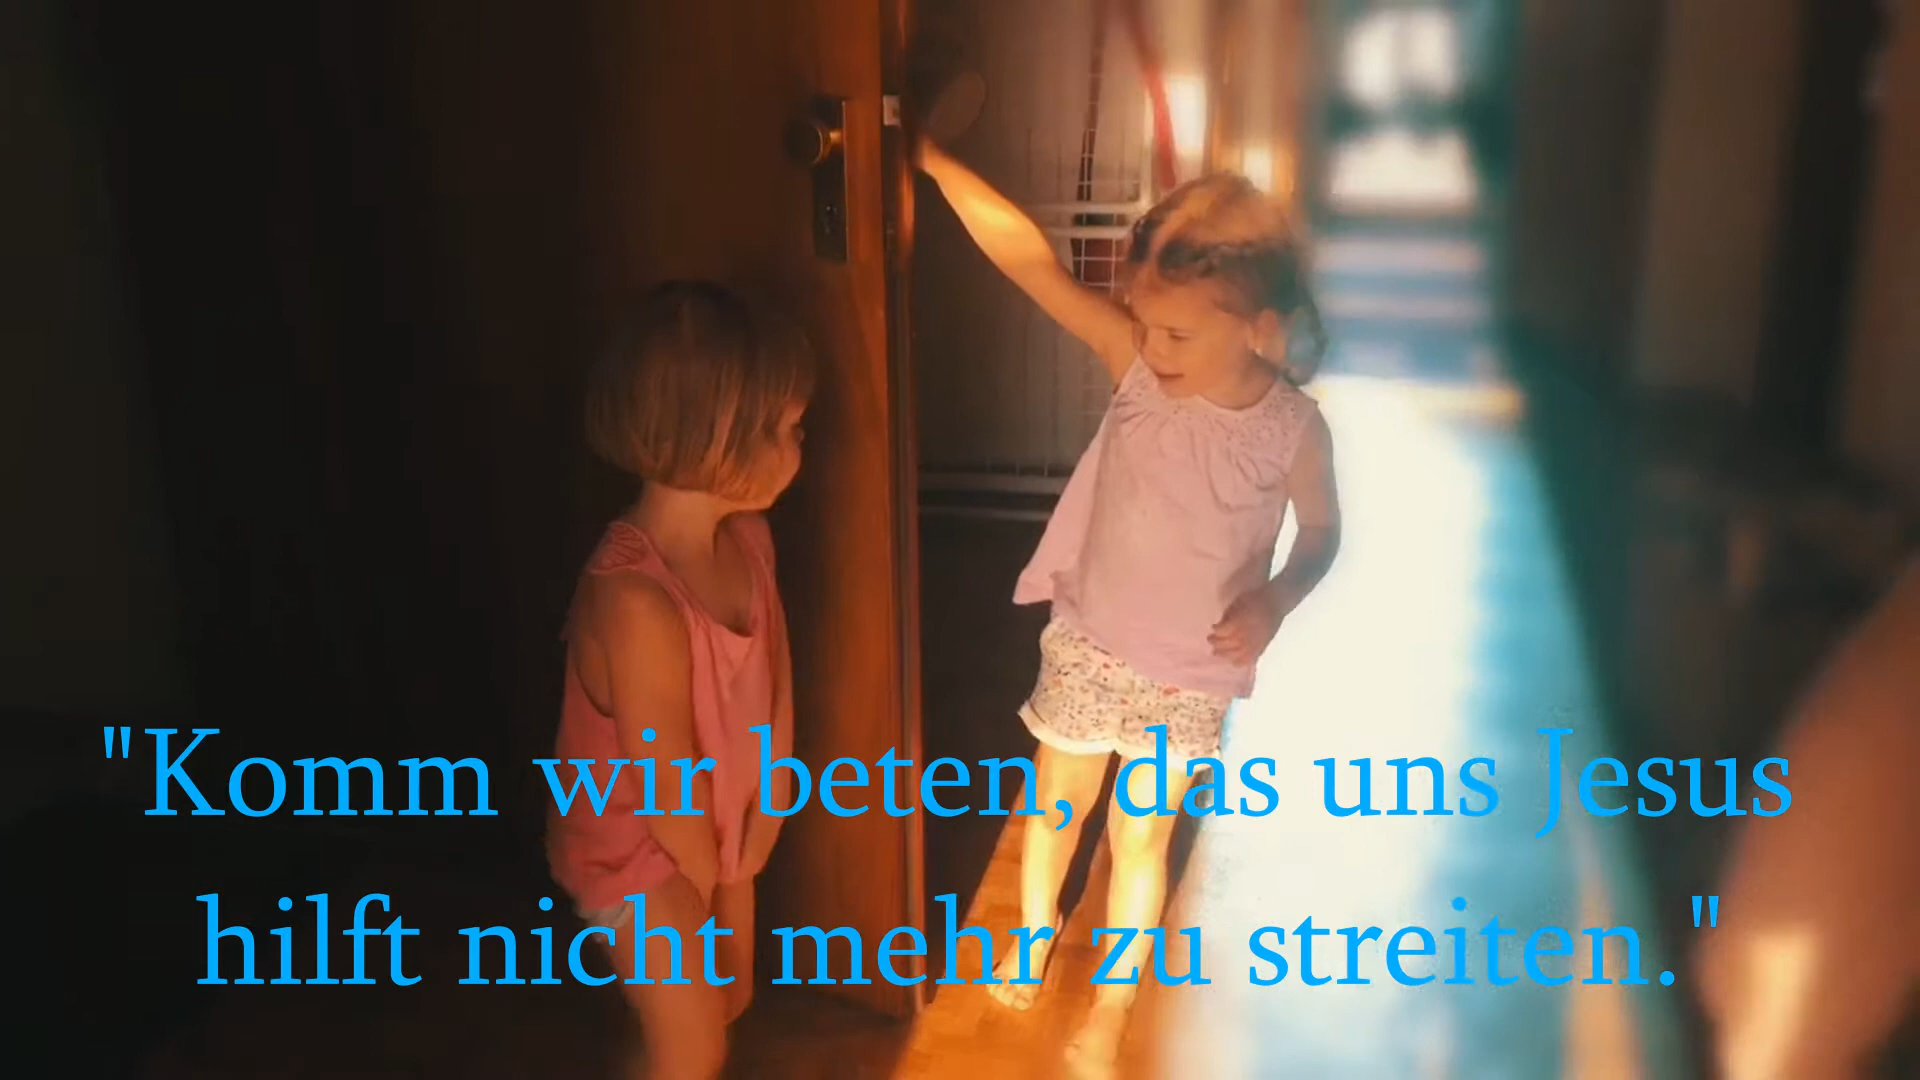 "Komm wir beten, das uns Jesus
hilft nicht mehr zu streiten."